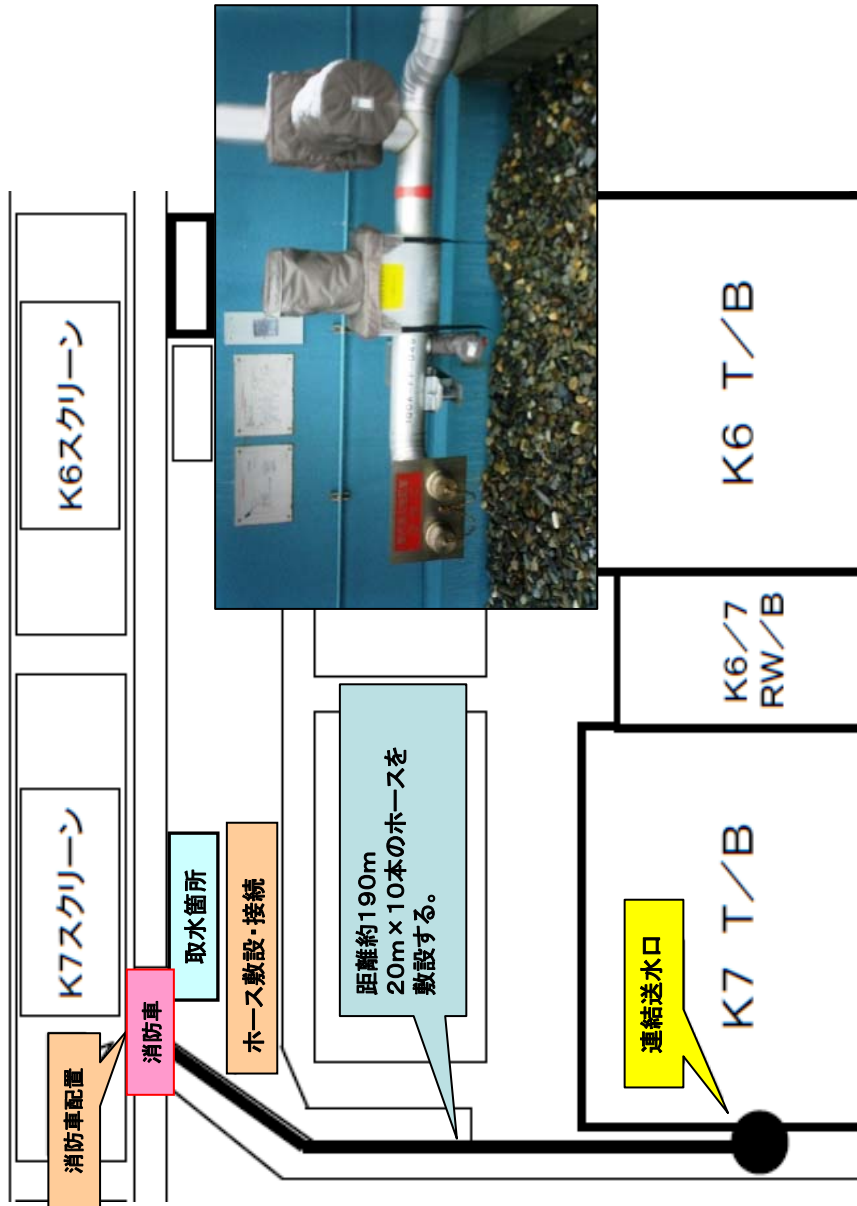 消防車配置
K7スクリーン
K6スクリーン
消防車
取水箇所
ホース敷設・接続
距離約190m
20m×10本のホースを
敷設する。
連結送水口
K7 T/B
K6/7
RW/B
K6 T/B